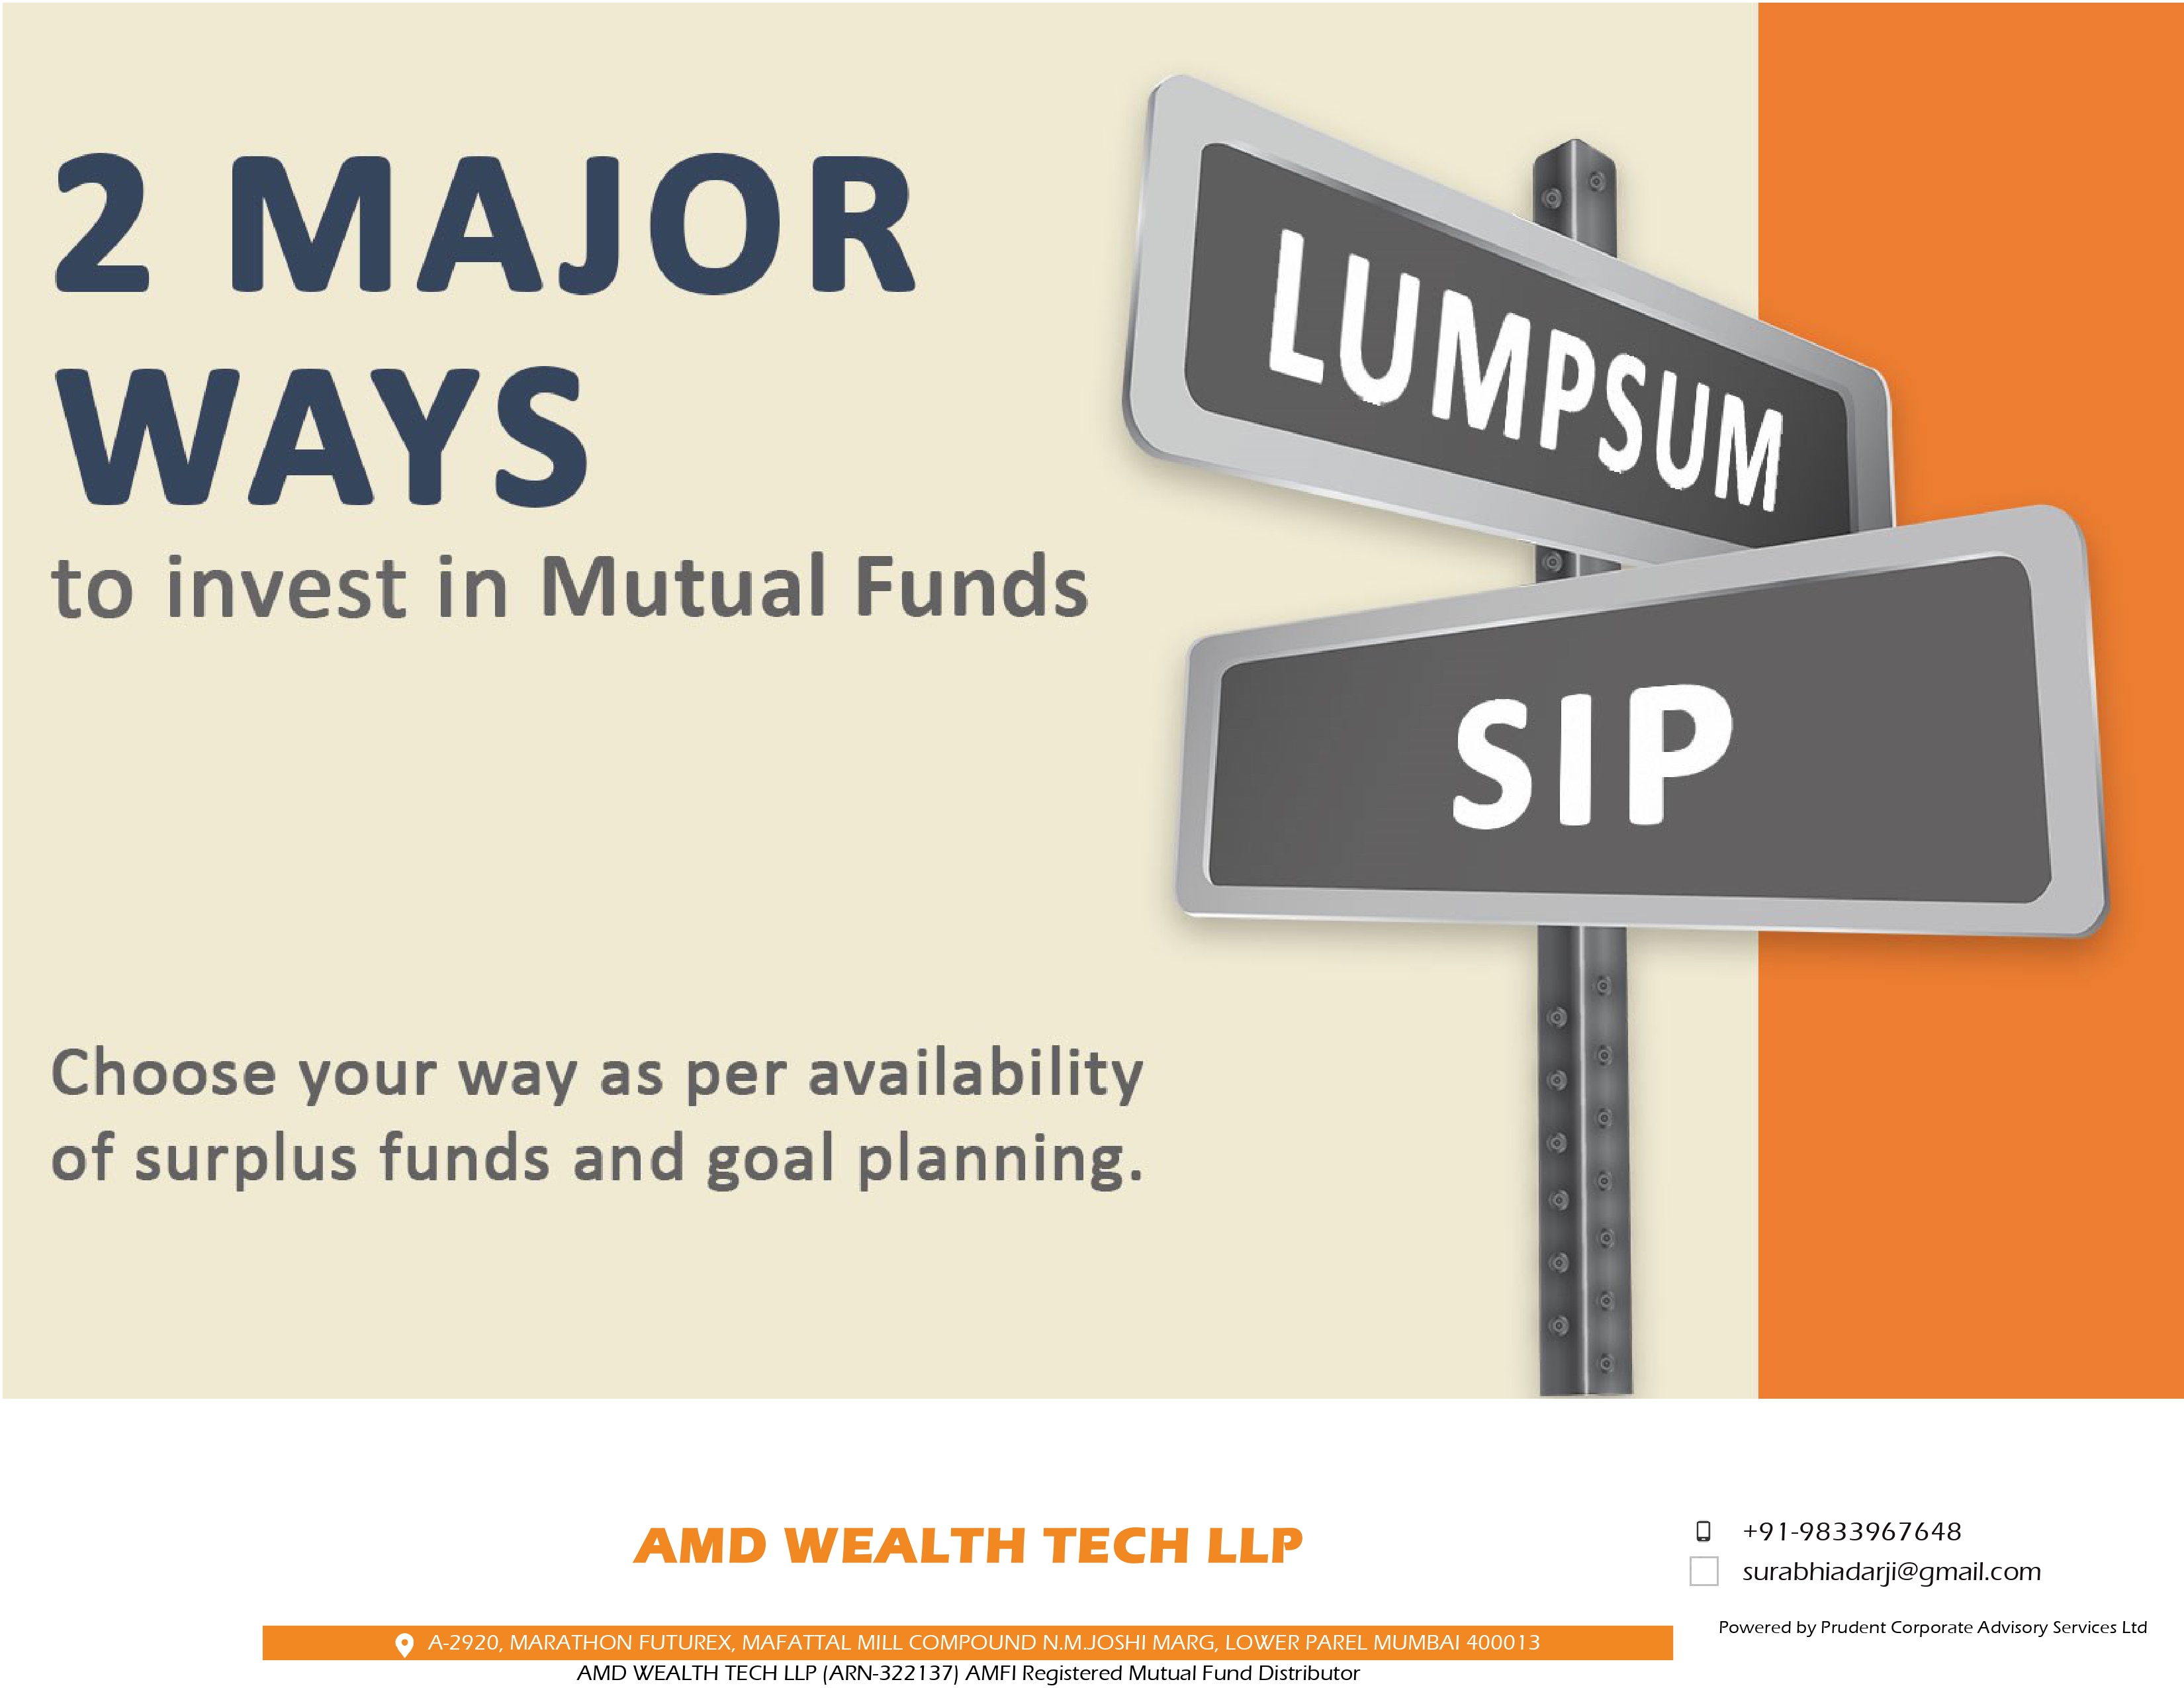 2 MAJOR
WAYS
to invest in Mutual Funds
LUMPSUM
SIP
Choose your way as per availability
of surplus funds and goal planning.
AMD WEALTH TECH LLP
+91-9833967648
surabhiadarji@gmail.com
Powered by Prudent Corporate Advisory Services Ltd
A-2920, MARATHON FUTUREX, MAFATTAL MILL COMPOUND N.M.JOSHI MARG, LOWER PAREL MUMBAI 400013
AMD WEALTH TECH LLP (ARN-322137) AMFI Registered Mutual Fund Distributor